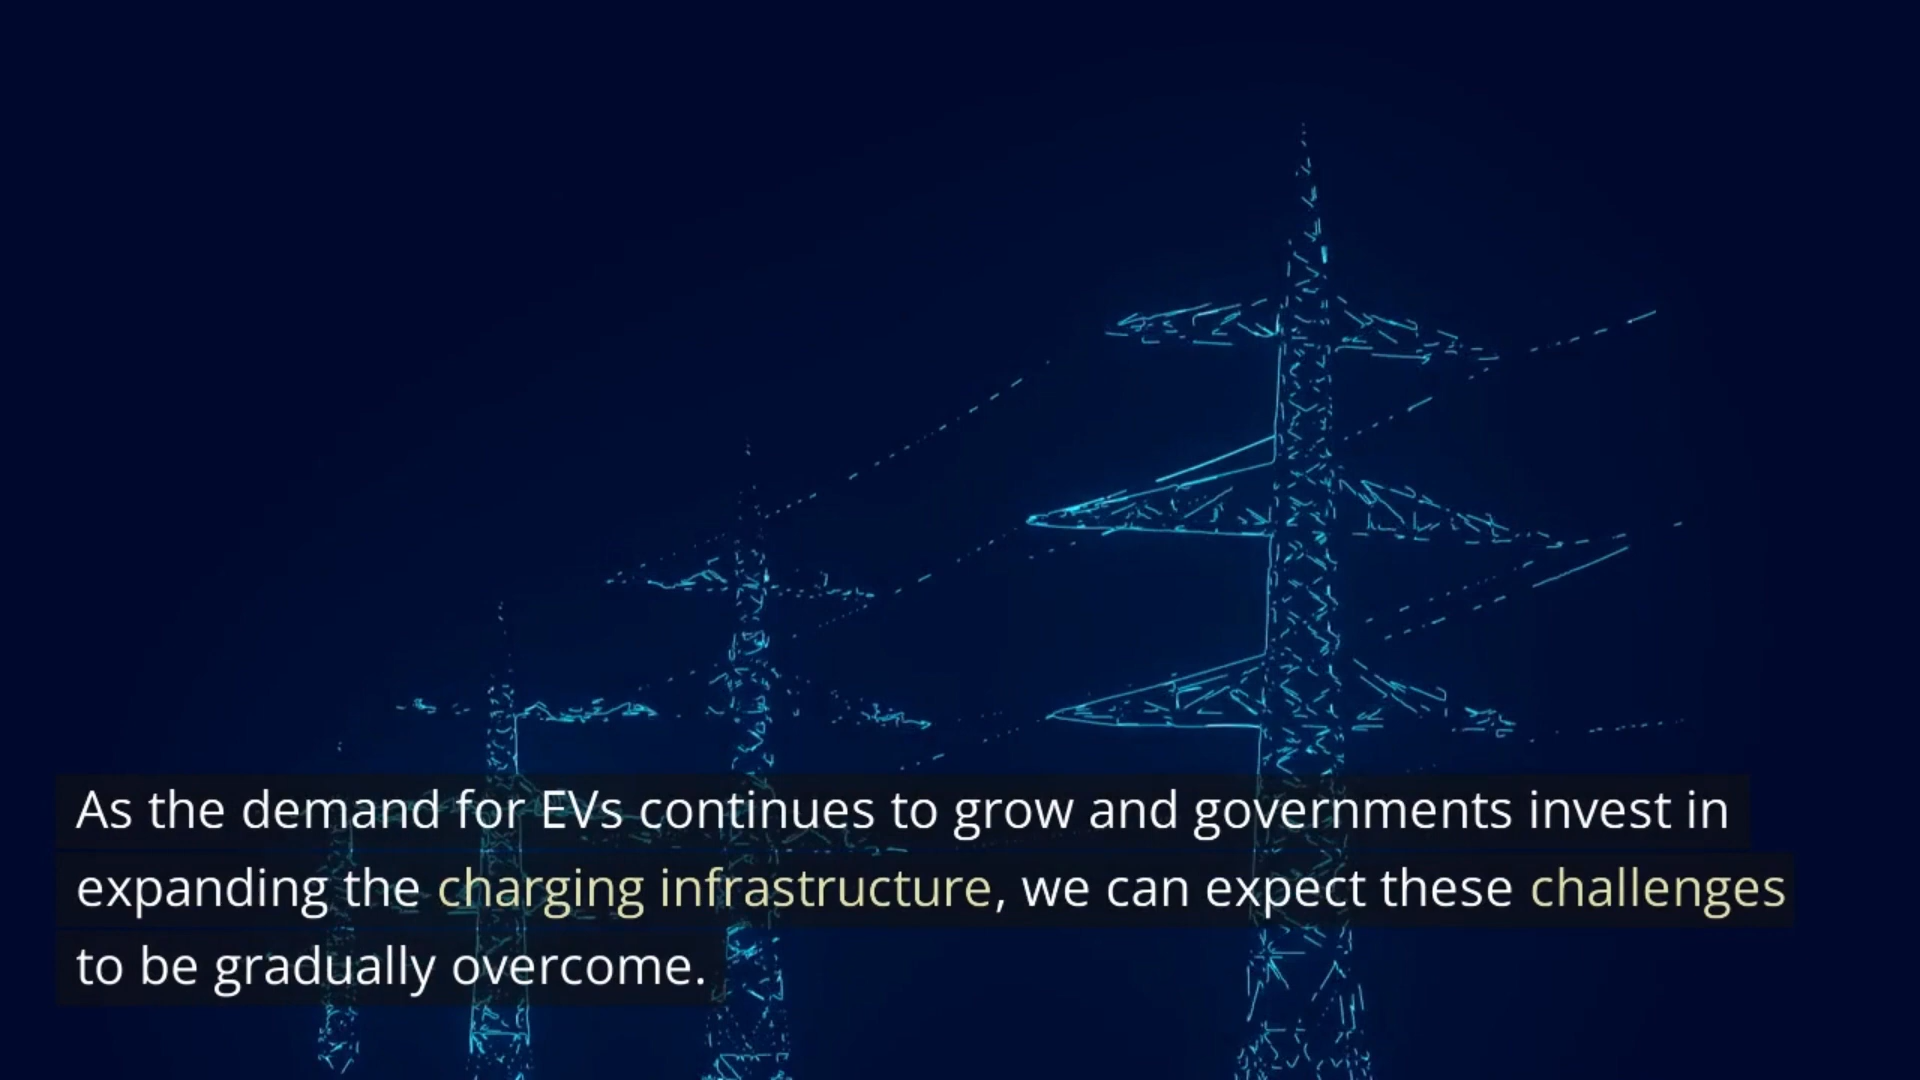 As the demand for EVs continues to grow and governments invest in
expanding the charging infrastructure, we can expect these challenges
to be gradually overcome.